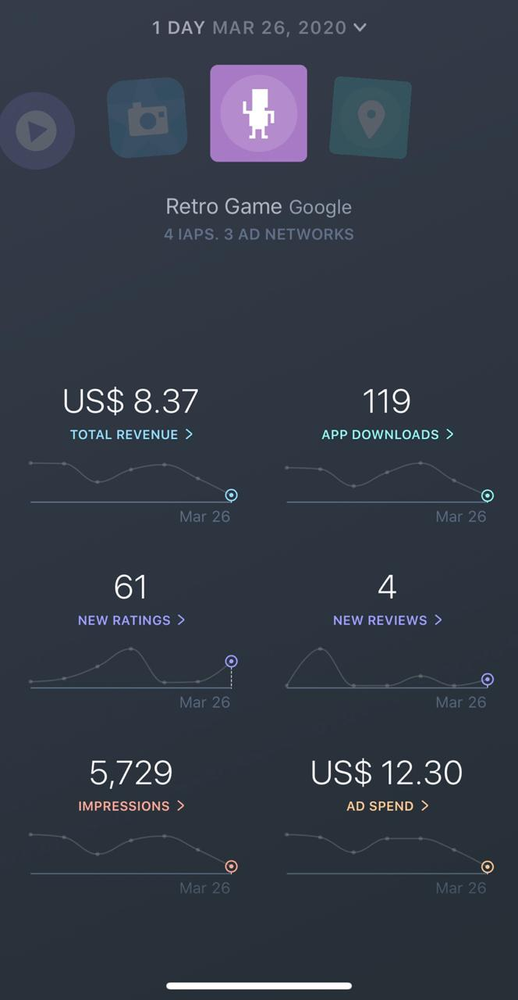 1 DAY MAR 26, 2020
Retro Game Google
4 IAPS. 3 AD NETWORKS
US$ 8.37
TOTAL REVENUE
Mar 26
119
APP DOWNLOADS
Mar 26
61
NEW RATINGS
Mar 26
4
NEW REVIEWS
Mar 26
5,729
IMPRESSIONS
Mar 26
US$ 12.30
AD SPEND
Mar 26